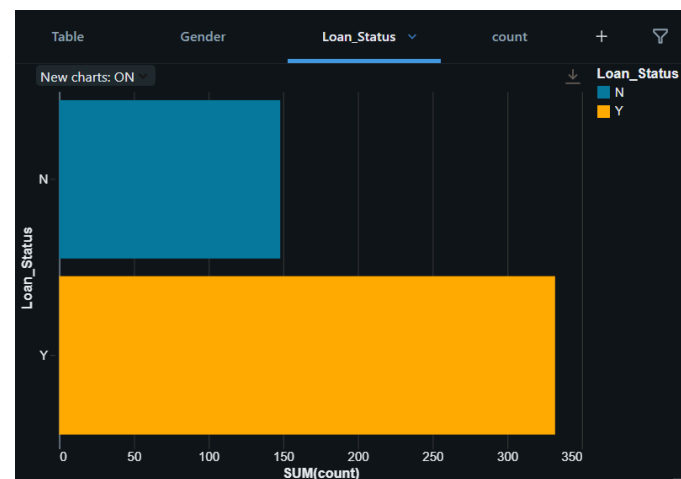 Table Gender Loan_Status count +
New charts: ON
Loan_Status
N
Y
N
Y
Loan_Status
0 50 100 150 200 250 300 350
SUM(count)